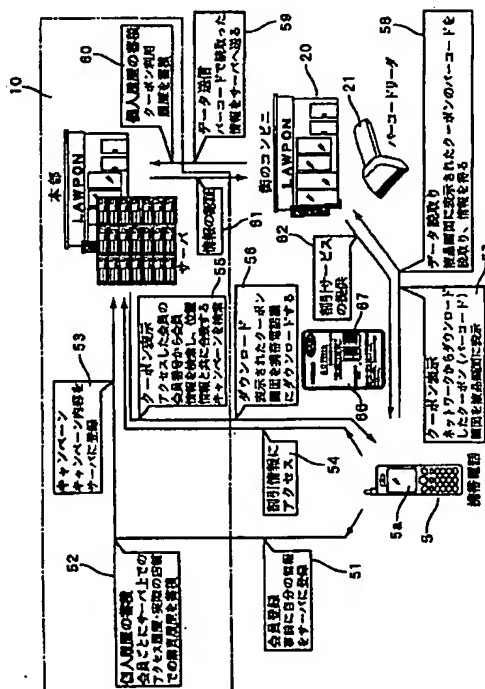 10
本部
LAWPON
サーバ
60
個人履歴の蓄積
クーポン利用
履歴を蓄積
59
データ送信
バーコードで読取った
情報をサーバへ送る
61
情報の配信
53
キャンペーン
キャンペーン内容を
サーバに登録
52
個人履歴の蓄積
会員ごとにサーバ上での
アクセス履歴・実際の店舗
での購買履歴を蓄積
55
クーポン表示
アクセスした会員の
会員番号から会員
情報を検索し、位置
情報と共に合致する
キャンペーンを検索
56
ダウンロード
表示されたクーポン
画面を携帯電話機
にダウンロードする
54
割引情報に
アクセス
51
会員登録
事前に自分の情報
をサーバに登録
街のコンビニ
LAWPON
20
21
バーコードリーダ
62
割引サービス
の提供
67
66
58
データ読取り
液晶画面に表示されたクーポンのバーコードを
読取り、情報を得る
クーポン表示
ネットワークからダウンロード
したクーポン(バーコード)
画面を液晶画面に表示
5a
5
携帯電話